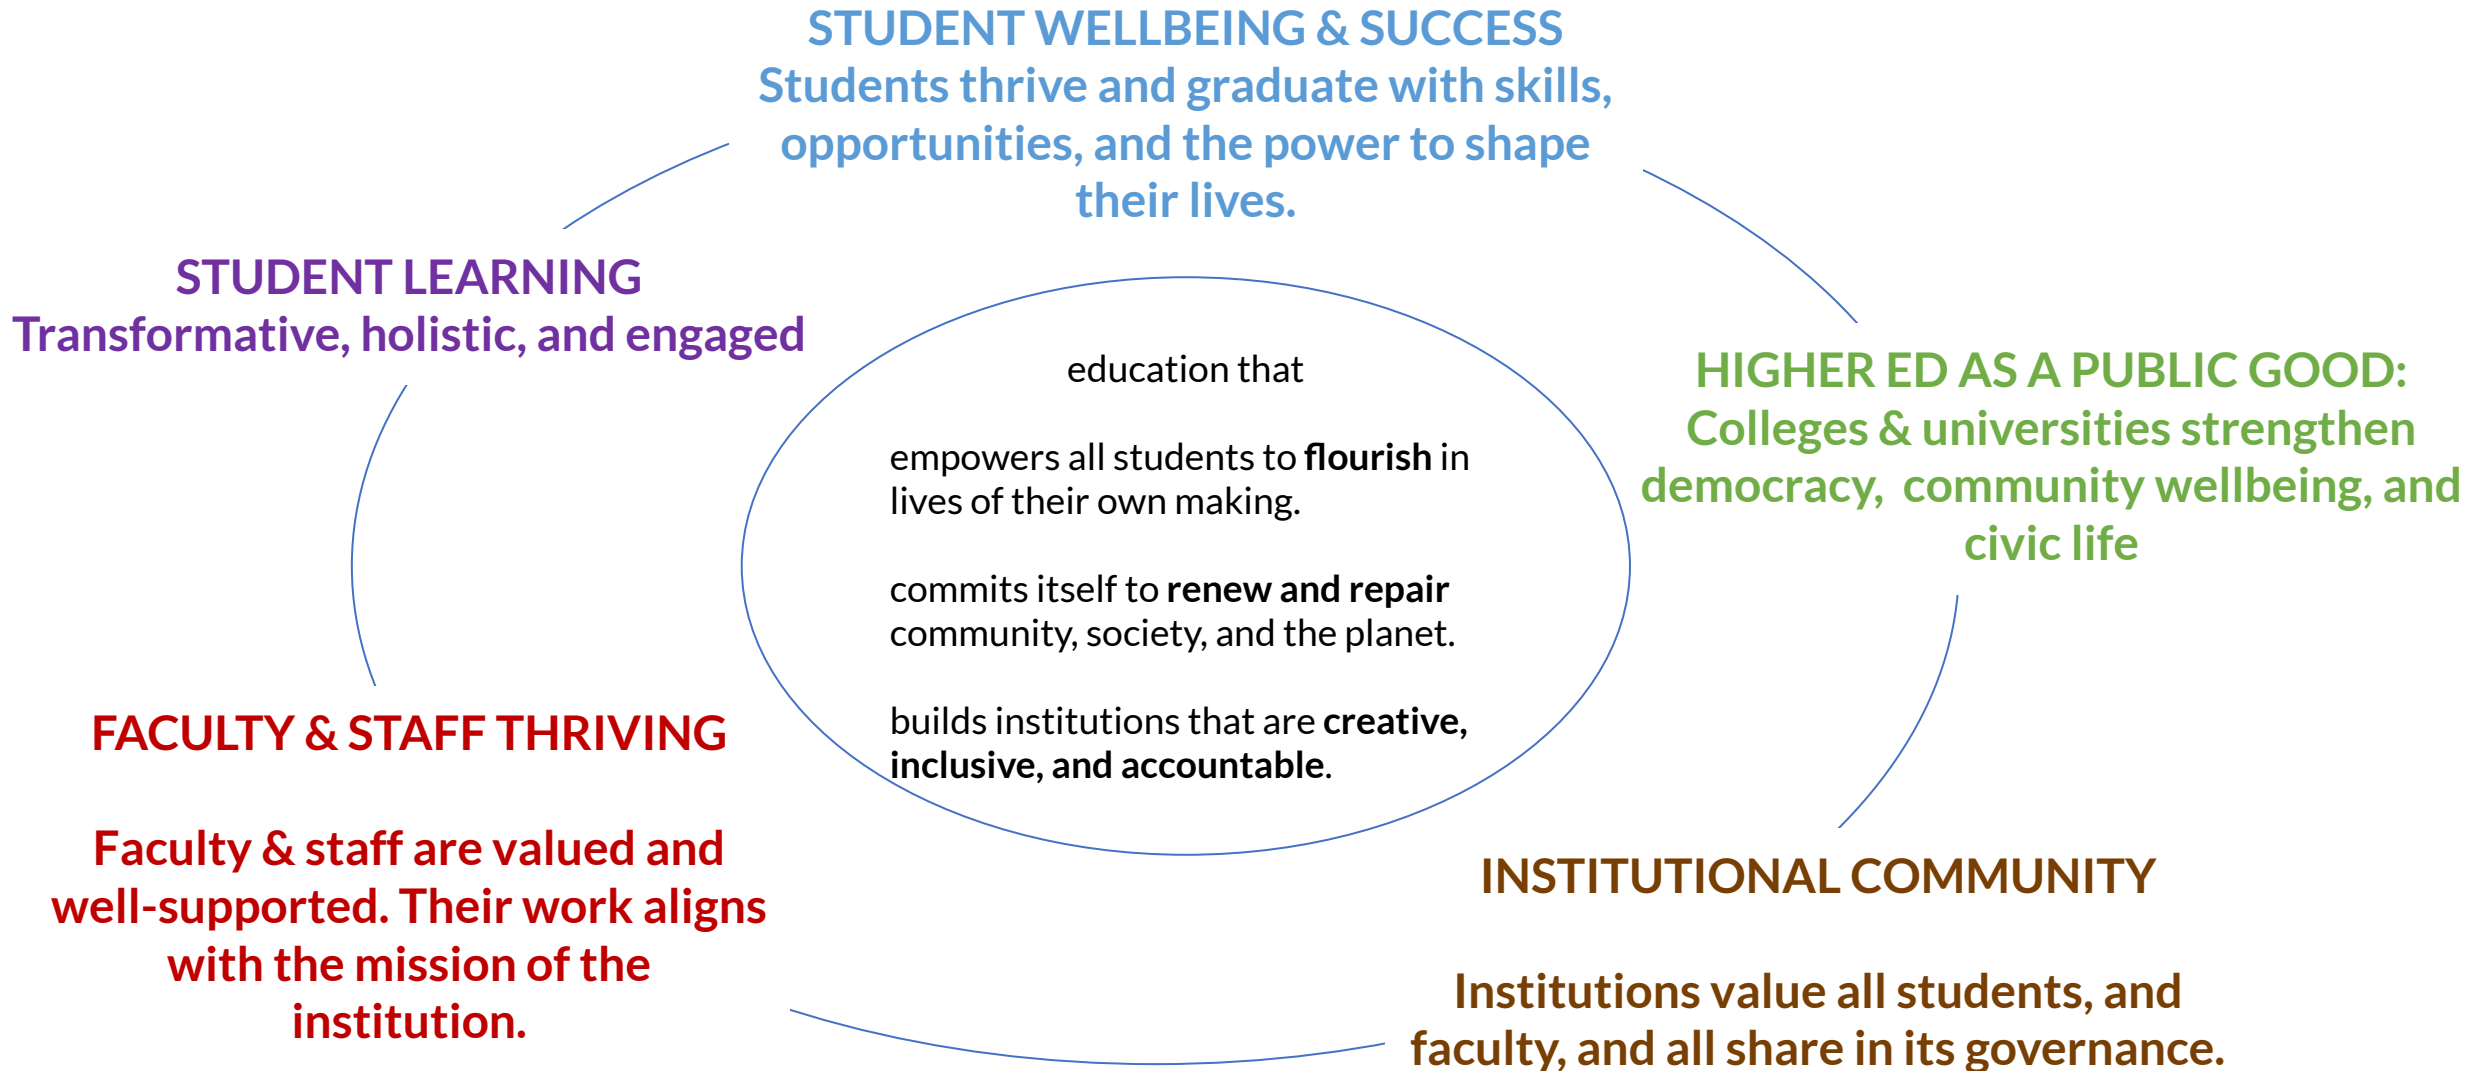 STUDENT WELLBEING & SUCCESS
Students thrive and graduate with skills,
opportunities, and the power to shape
their lives.
STUDENT LEARNING
Transformative, holistic, and engaged
HIGHER ED AS A PUBLIC GOOD:
Colleges & universities strengthen
democracy,  community wellbeing, and
civic life
education that
empowers all students to flourish in
lives of their own making.
commits itself to renew and repair
community, society, and the planet.
builds institutions that are creative,
inclusive, and accountable.
FACULTY & STAFF THRIVING
Faculty & staff are valued and
well-supported. Their work aligns
with the mission of the
institution.
INSTITUTIONAL COMMUNITY
Institutions value all students, and
faculty, and all share in its governance.